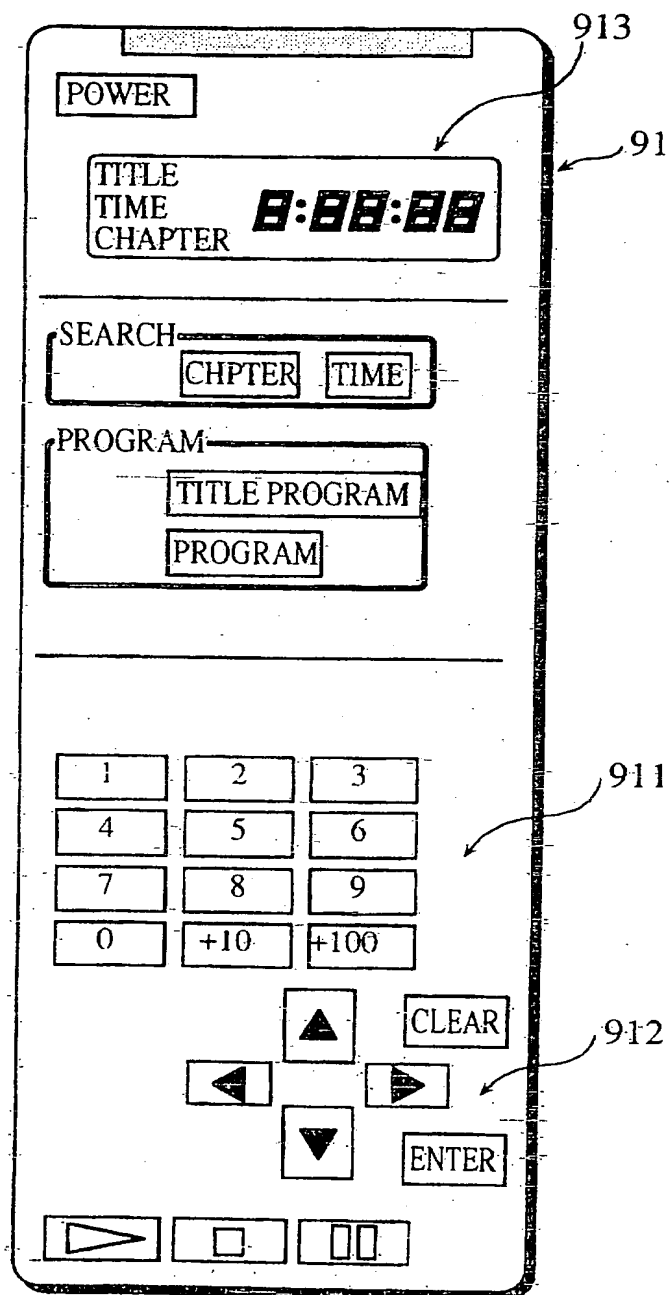 913
POWER
91
TITLE
TIME
CHAPTER
8:88:88
SEARCH
CHPTER TIME
PROGRAM
TITLE PROGRAM
PROGRAM
1 2 3
911
4 5 6
7 8 9
0 +10 +100
CLEAR
912
ENTER